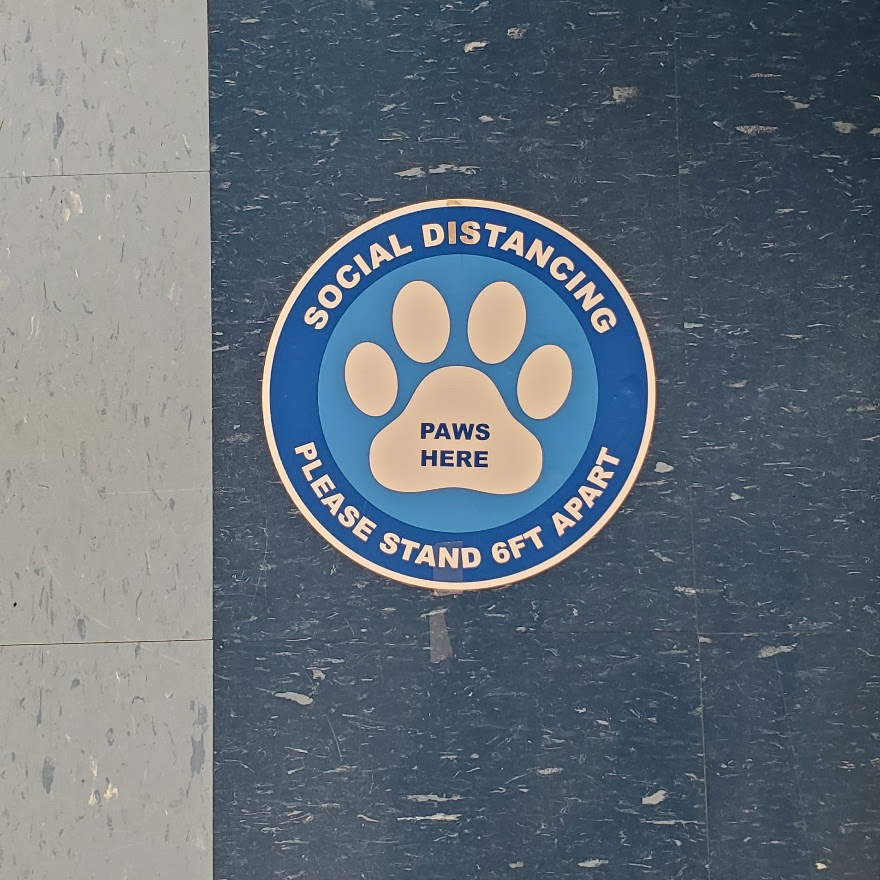 SOCIAL DISTANCING
PAWS
HERE
PLEASE STAND 6FT APART